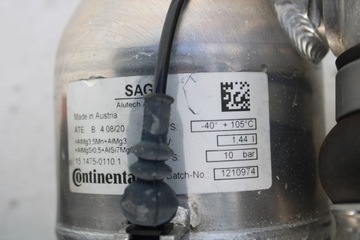 SAG
Alutech
Made in Austria
ATE B 4 08/20
-40° + 105°C
+AlMg3,5Mn+AlMg3
1.44 l
+AlMgSi0,5+AlSi7Mg
10 bar
15.1475-0110.1
Continental
Batch-No. 1210974